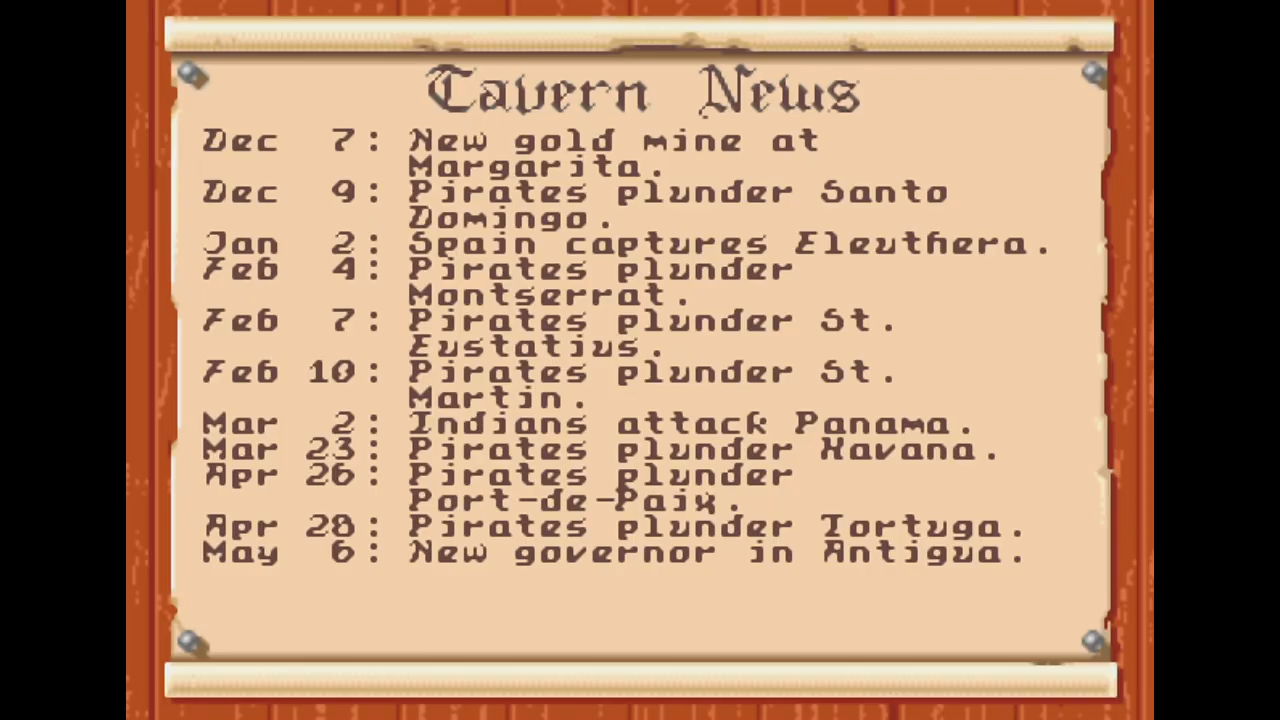 Tavern News
Dec 7: New gold mine at
Margarita.
Dec 9: Pirates plunder Santo
Domingo.
Jan 2: Spain captures Eleuthera.
Feb 4: Pirates plunder
Montserrat.
Feb 7: Pirates plunder St.
Eustatius.
Feb 10: Pirates plunder St.
Martin.
Mar 2: Indians attack Panama.
Mar 23: Pirates plunder Havana.
Apr 26: Pirates plunder
Port-de-Paix.
Apr 28: Pirates plunder Tortuga.
May 6: New governor in Antigua.